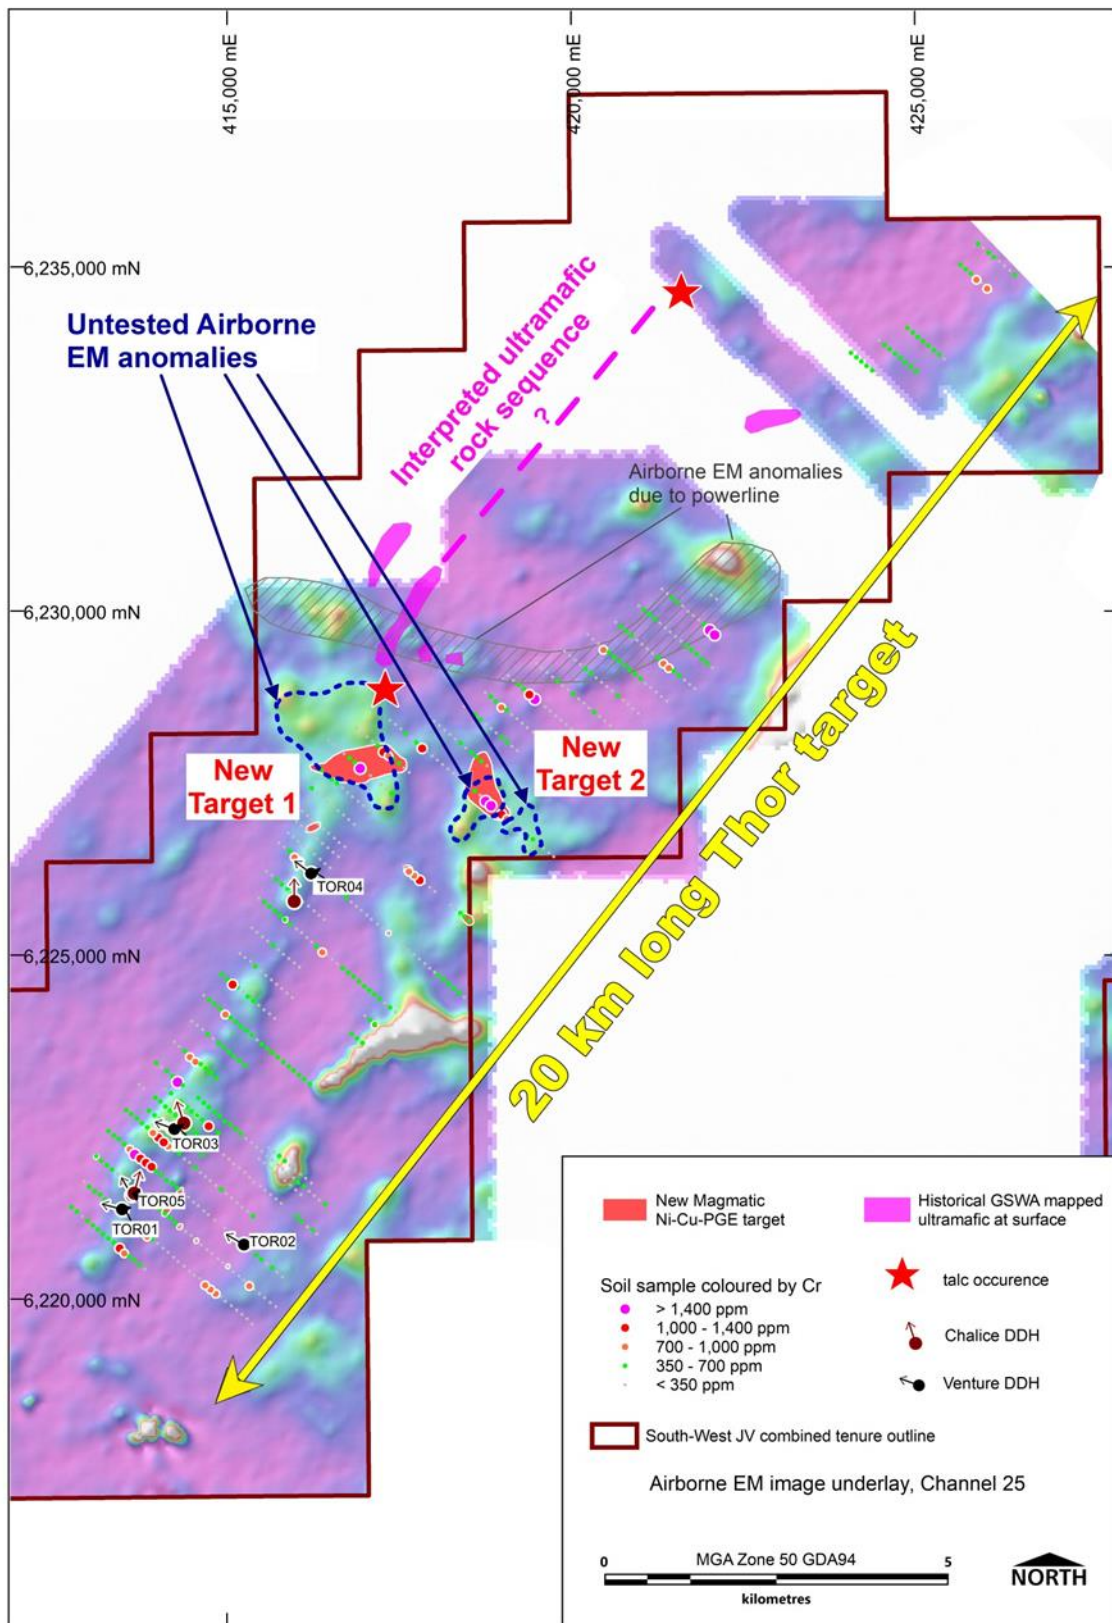 415,000 mE
420,000 mE
425,000 mE
6,235,000 mN
Untested Airborne
EM anomalies
Interpreted ultramafic
rock sequence
?
Airborne EM anomalies
due to powerline
6,230,000 mN
New
Target 1
New
Target 2
20 km long Thor target
TOR04
6,225,000 mN
TOR03
TOR05
TOR01
TOR02
6,220,000 mN
New Magmatic
Ni-Cu-PGE target
Historical GSWA mapped
ultramafic at surface
Soil sample coloured by Cr
> 1,400 ppm
1,000 - 1,400 ppm
700 - 1,000 ppm
350 - 700 ppm
< 350 ppm
talc occurence
Chalice DDH
Venture DDH
South-West JV combined tenure outline
Airborne EM image underlay, Channel 25
0 MGA Zone 50 GDA94 5
kilometres
NORTH